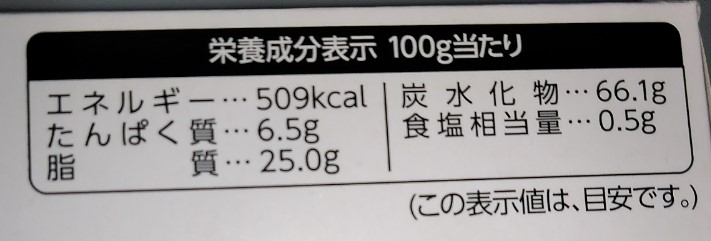 栄養成分表示 100g当たり
エネルギー…509kcal
たんぱく質…6.5g
脂質…25.0g
炭水化物…66.1g
食塩相当量…0.5g
(この表示値は、目安です。)